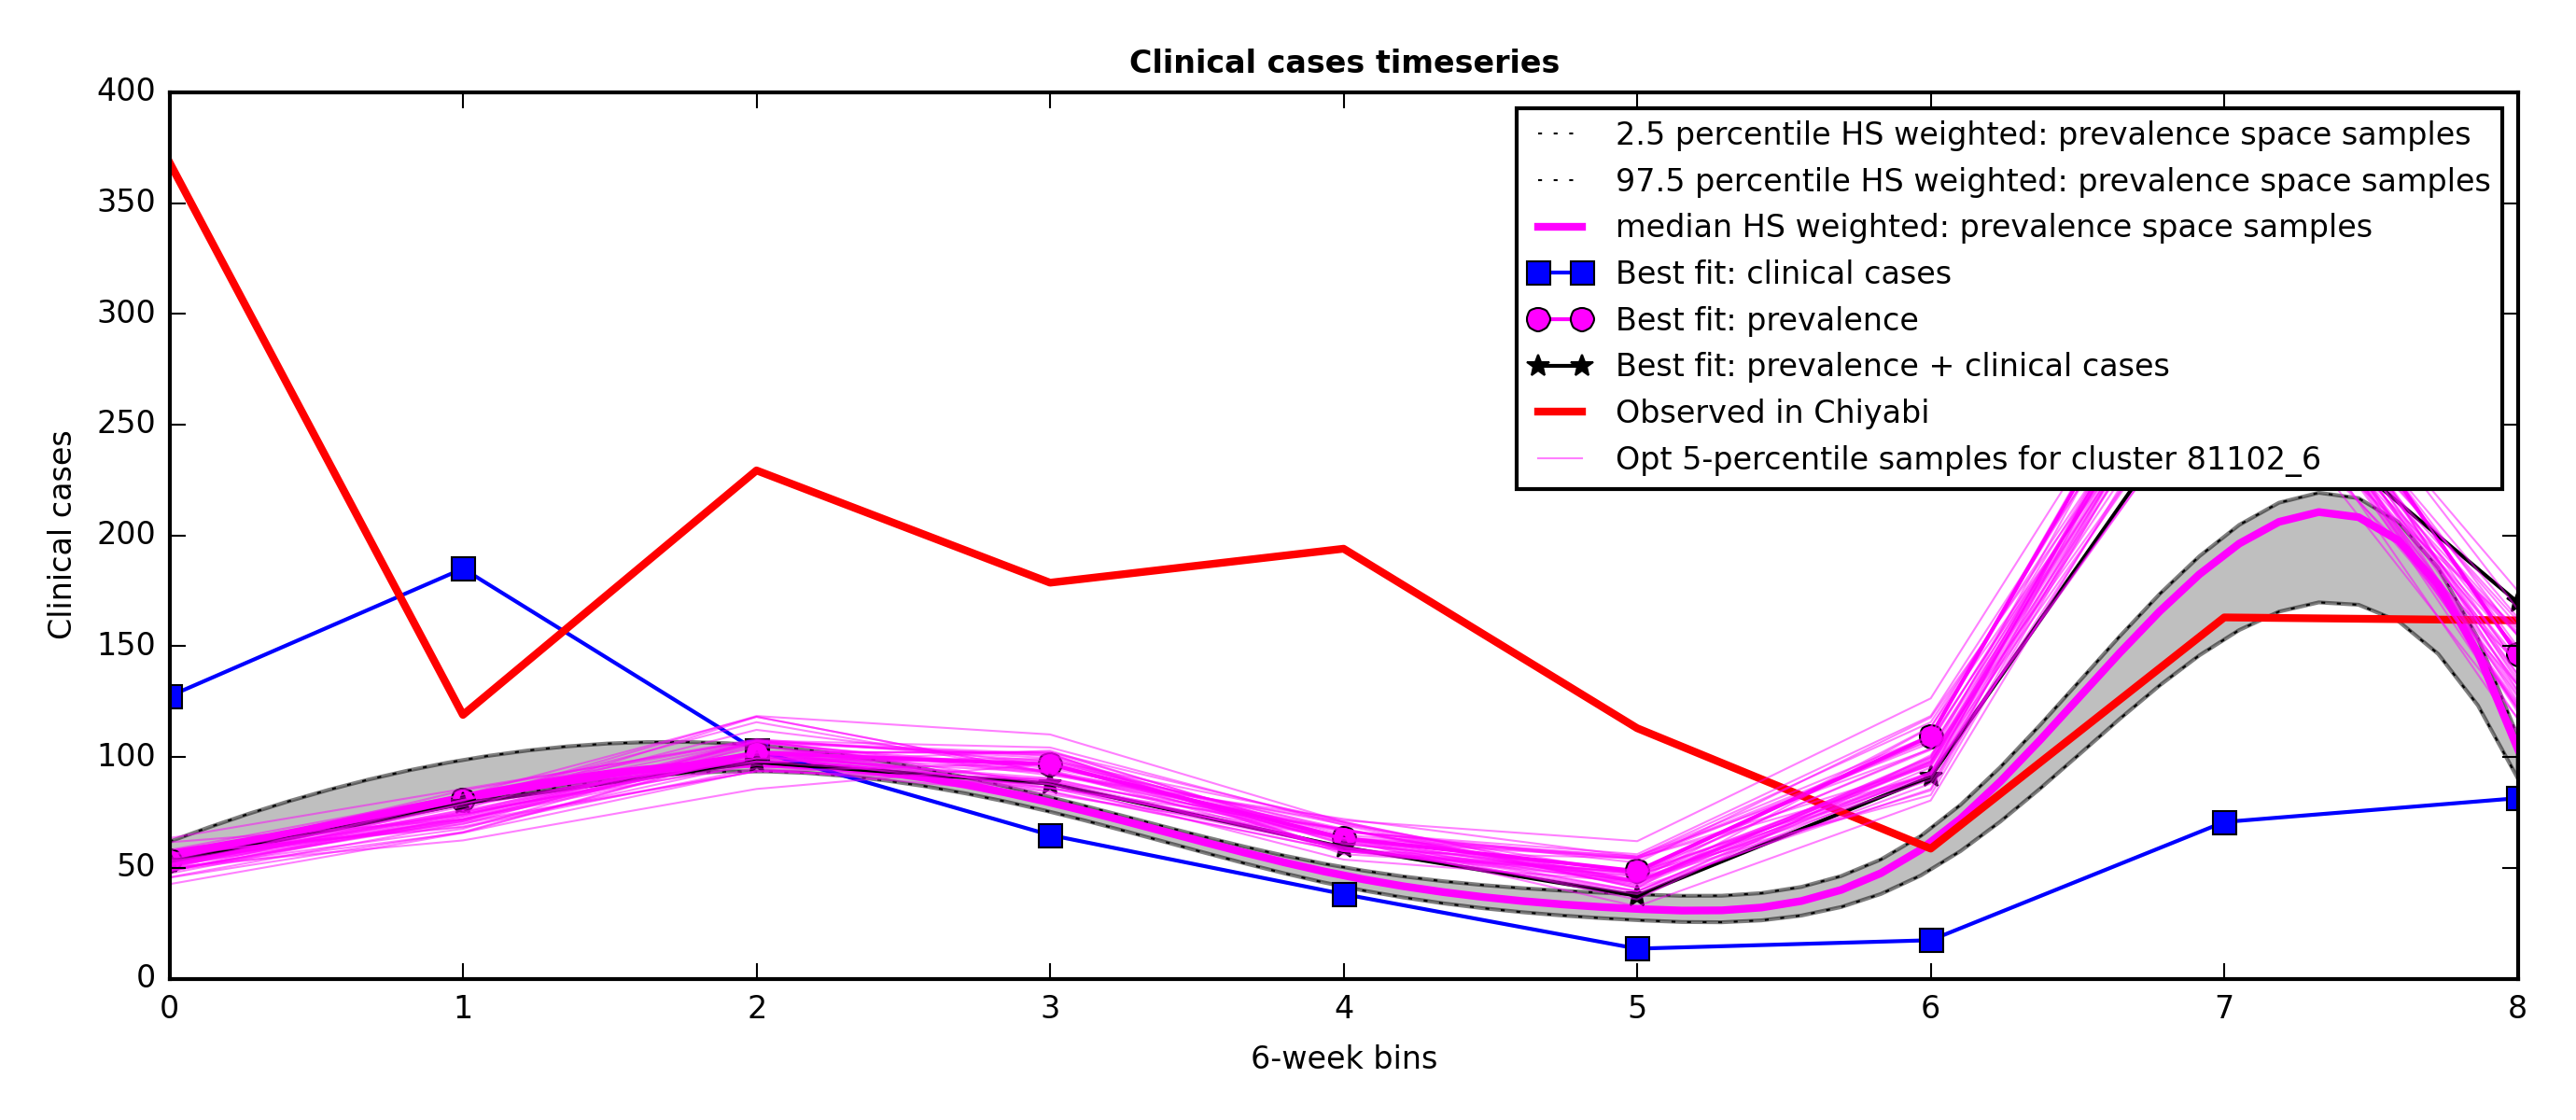 Clinical cases timeseries
400
350
300
250
200
150
100
50
0
Clinical cases
2.5 percentile HS weighted: prevalence space samples
97.5 percentile HS weighted: prevalence space samples
median HS weighted: prevalence space samples
Best fit: clinical cases
Best fit: prevalence
Best fit: prevalence + clinical cases
Observed in Chiyabi
Opt 5-percentile samples for cluster 81102_6
0 1 2 3 4 5 6 7 8
6-week bins